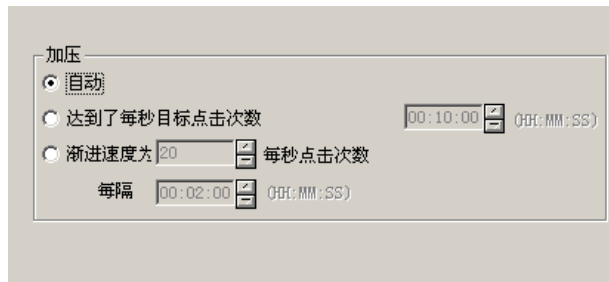 加压
自动
达到了每秒目标点击次数 00:10:00 (HH:MM:SS)
渐进速度为 20 每秒点击次数
每隔 00:02:00 (HH:MM:SS)